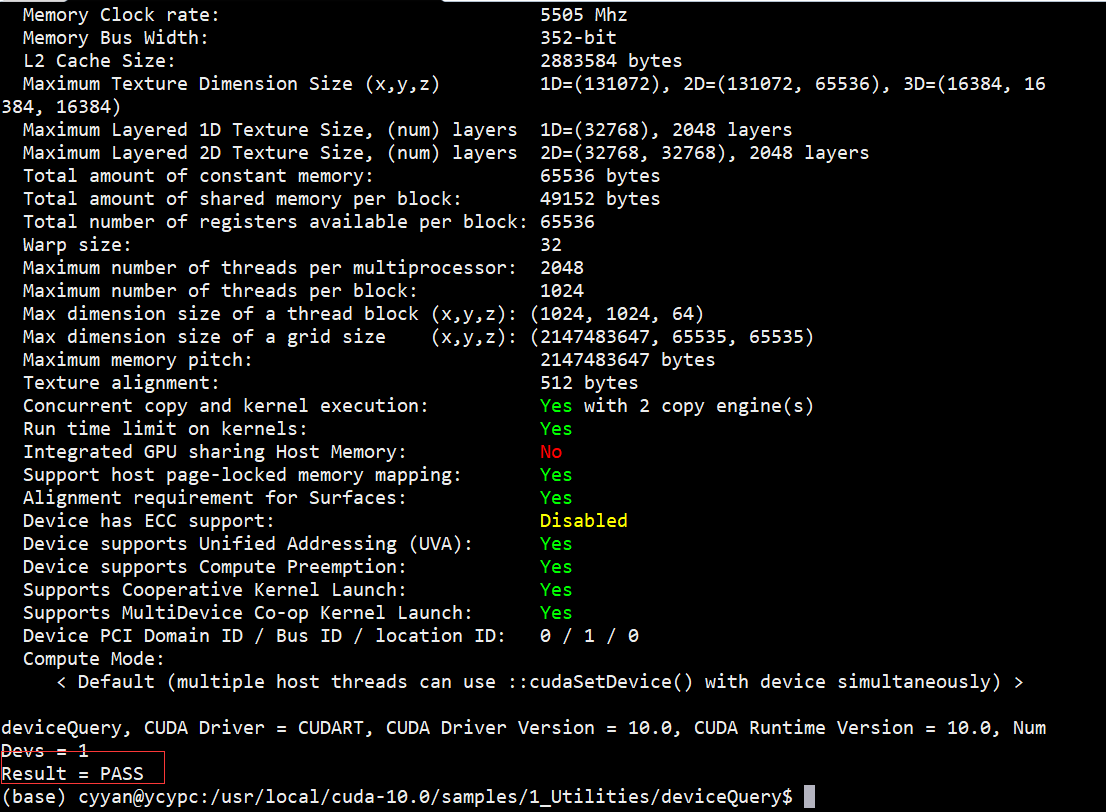 Memory Clock rate: 5505 Mhz
Memory Bus Width: 352-bit
L2 Cache Size: 2883584 bytes
Maximum Texture Dimension Size (x,y,z) 1D=(131072), 2D=(131072, 65536), 3D=(16384, 16
384, 16384)
Maximum Layered 1D Texture Size, (num) layers 1D=(32768), 2048 layers
Maximum Layered 2D Texture Size, (num) layers 2D=(32768, 32768), 2048 layers
Total amount of constant memory: 65536 bytes
Total amount of shared memory per block: 49152 bytes
Total number of registers available per block: 65536
Warp size: 32
Maximum number of threads per multiprocessor: 2048
Maximum number of threads per block: 1024
Max dimension size of a thread block (x,y,z): (1024, 1024, 64)
Max dimension size of a grid size (x,y,z): (2147483647, 65535, 65535)
Maximum memory pitch: 2147483647 bytes
Texture alignment: 512 bytes
Concurrent copy and kernel execution: Yes with 2 copy engine(s)
Run time limit on kernels: Yes
Integrated GPU sharing Host Memory: No
Support host page-locked memory mapping: Yes
Alignment requirement for Surfaces: Yes
Device has ECC support: Disabled
Device supports Unified Addressing (UVA): Yes
Device supports Compute Preemption: Yes
Supports Cooperative Kernel Launch: Yes
Supports MultiDevice Co-op Kernel Launch: Yes
Device PCI Domain ID / Bus ID / location ID: 0 / 1 / 0
Compute Mode:
< Default (multiple host threads can use ::cudaSetDevice() with device simultaneously) >
deviceQuery, CUDA Driver = CUDART, CUDA Driver Version = 10.0, CUDA Runtime Version = 10.0, Num
Devs = 1
Result = PASS
(base) cyyan@ycypc:/usr/local/cuda-10.0/samples/1_Utilities/deviceQuery$